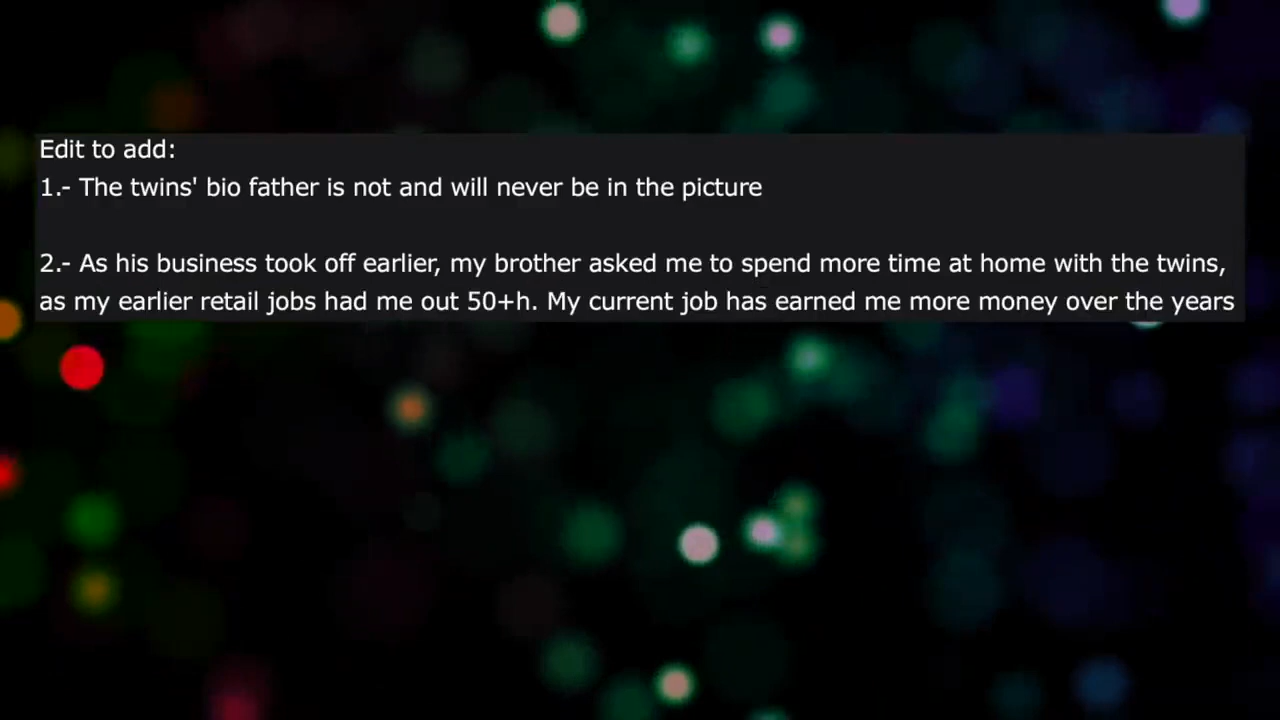 Edit to add:
1.- The twins' bio father is not and will never be in the picture
2.- As his business took off earlier, my brother asked me to spend more time at home with the twins,
as my earlier retail jobs had me out 50+h. My current job has earned me more money over the years